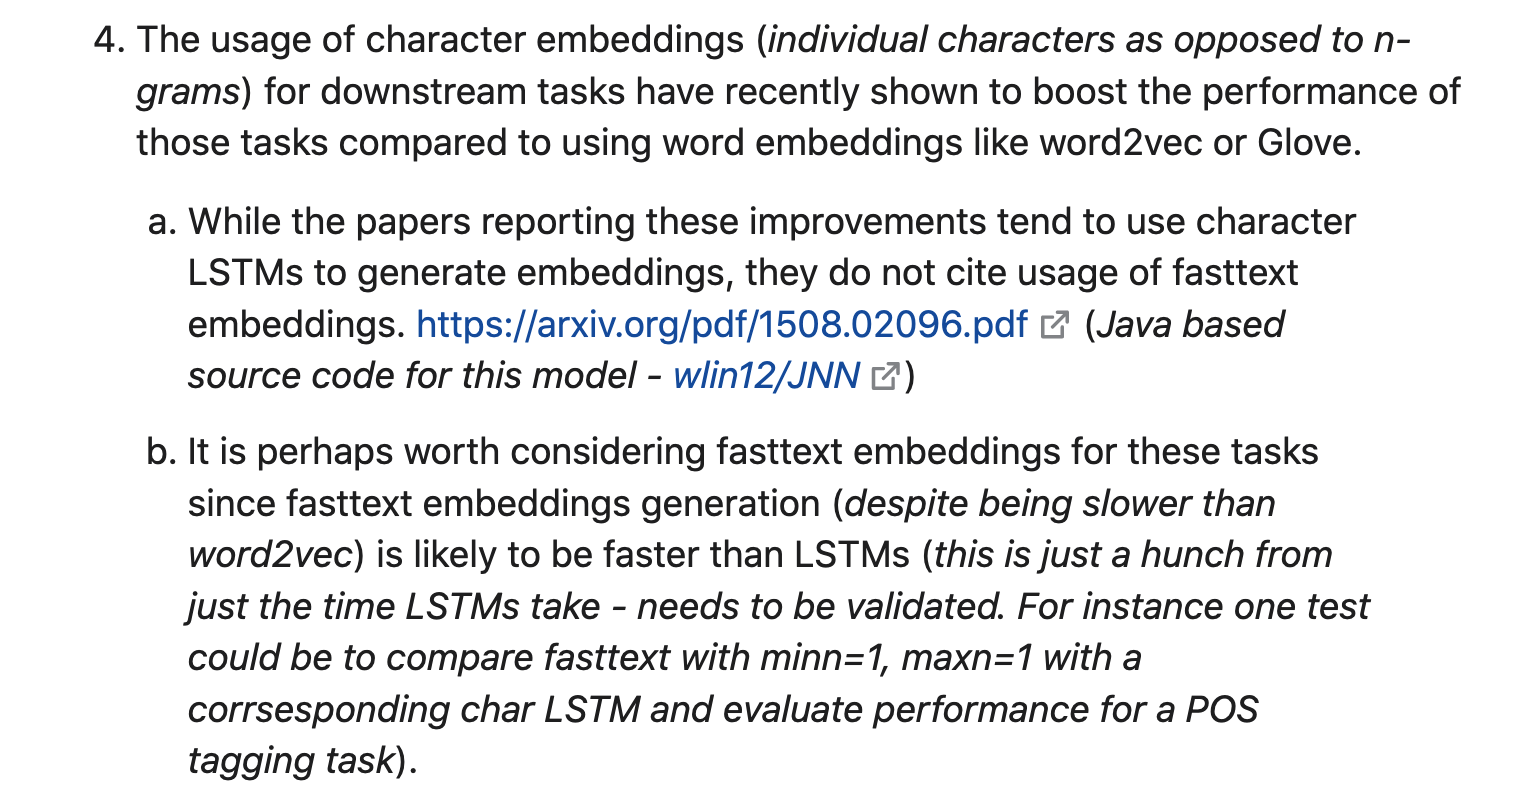 4. The usage of character embeddings (individual characters as opposed to n-
grams) for downstream tasks have recently shown to boost the performance of
those tasks compared to using word embeddings like word2vec or Glove.
a. While the papers reporting these improvements tend to use character
LSTMs to generate embeddings, they do not cite usage of fasttext
embeddings. https://arxiv.org/pdf/1508.02096.pdf (Java based
source code for this model - wlin12/JNN)
b. It is perhaps worth considering fasttext embeddings for these tasks
since fasttext embeddings generation (despite being slower than
word2vec) is likely to be faster than LSTMs (this is just a hunch from
just the time LSTMs take - needs to be validated. For instance one test
could be to compare fasttext with minn=1, maxn=1 with a
corrsesponding char LSTM and evaluate performance for a POS
tagging task).